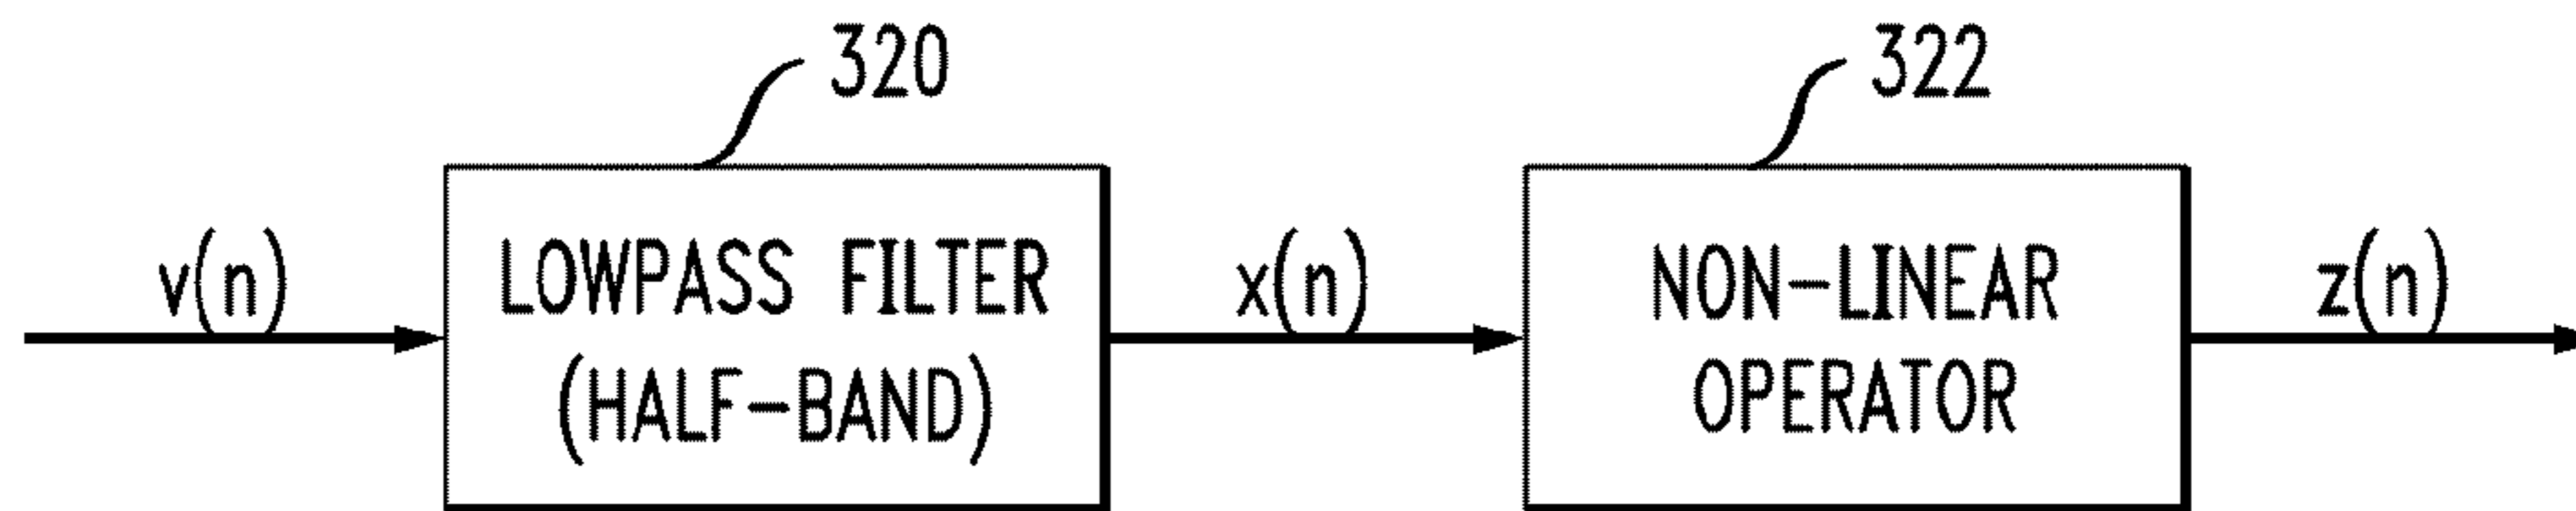 320
322
v(n)
LOWPASS FILTER
(HALF-BAND)
x(n)
NON-LINEAR
OPERATOR
z(n)